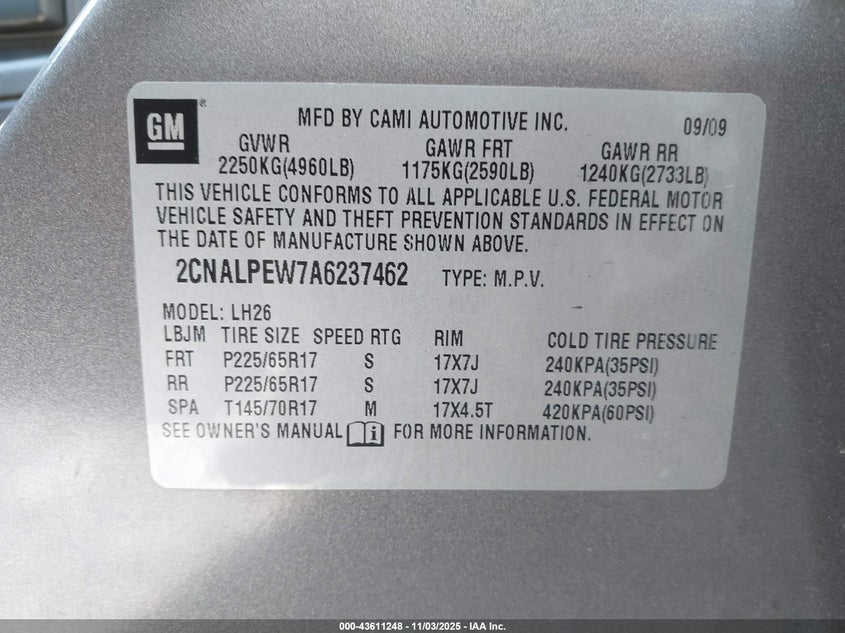 GM
®
MFD BY CAMI AUTOMOTIVE INC. 09/09
GVWR GAWR FRT GAWR RR
2250KG(4960LB) 1175KG(2590LB) 1240KG(2733LB)
THIS VEHICLE CONFORMS TO ALL APPLICABLE U.S. FEDERAL MOTOR
VEHICLE SAFETY AND THEFT PREVENTION STANDARDS IN EFFECT ON
THE DATE OF MANUFACTURE SHOWN ABOVE.
2CNALPEW7A6237462 TYPE: M.P.V.
MODEL: LH26
LBJM TIRE SIZE SPEED RTG RIM COLD TIRE PRESSURE
FRT P225/65R17 S 17X7J 240KPA(35PSI)
RR P225/65R17 S 17X7J 240KPA(35PSI)
SPA T145/70R17 M 17X4.5T 420KPA(60PSI)
SEE OWNER'S MANUAL i FOR MORE INFORMATION.
000-43611248 - 11/03/2025 - IAA Inc.